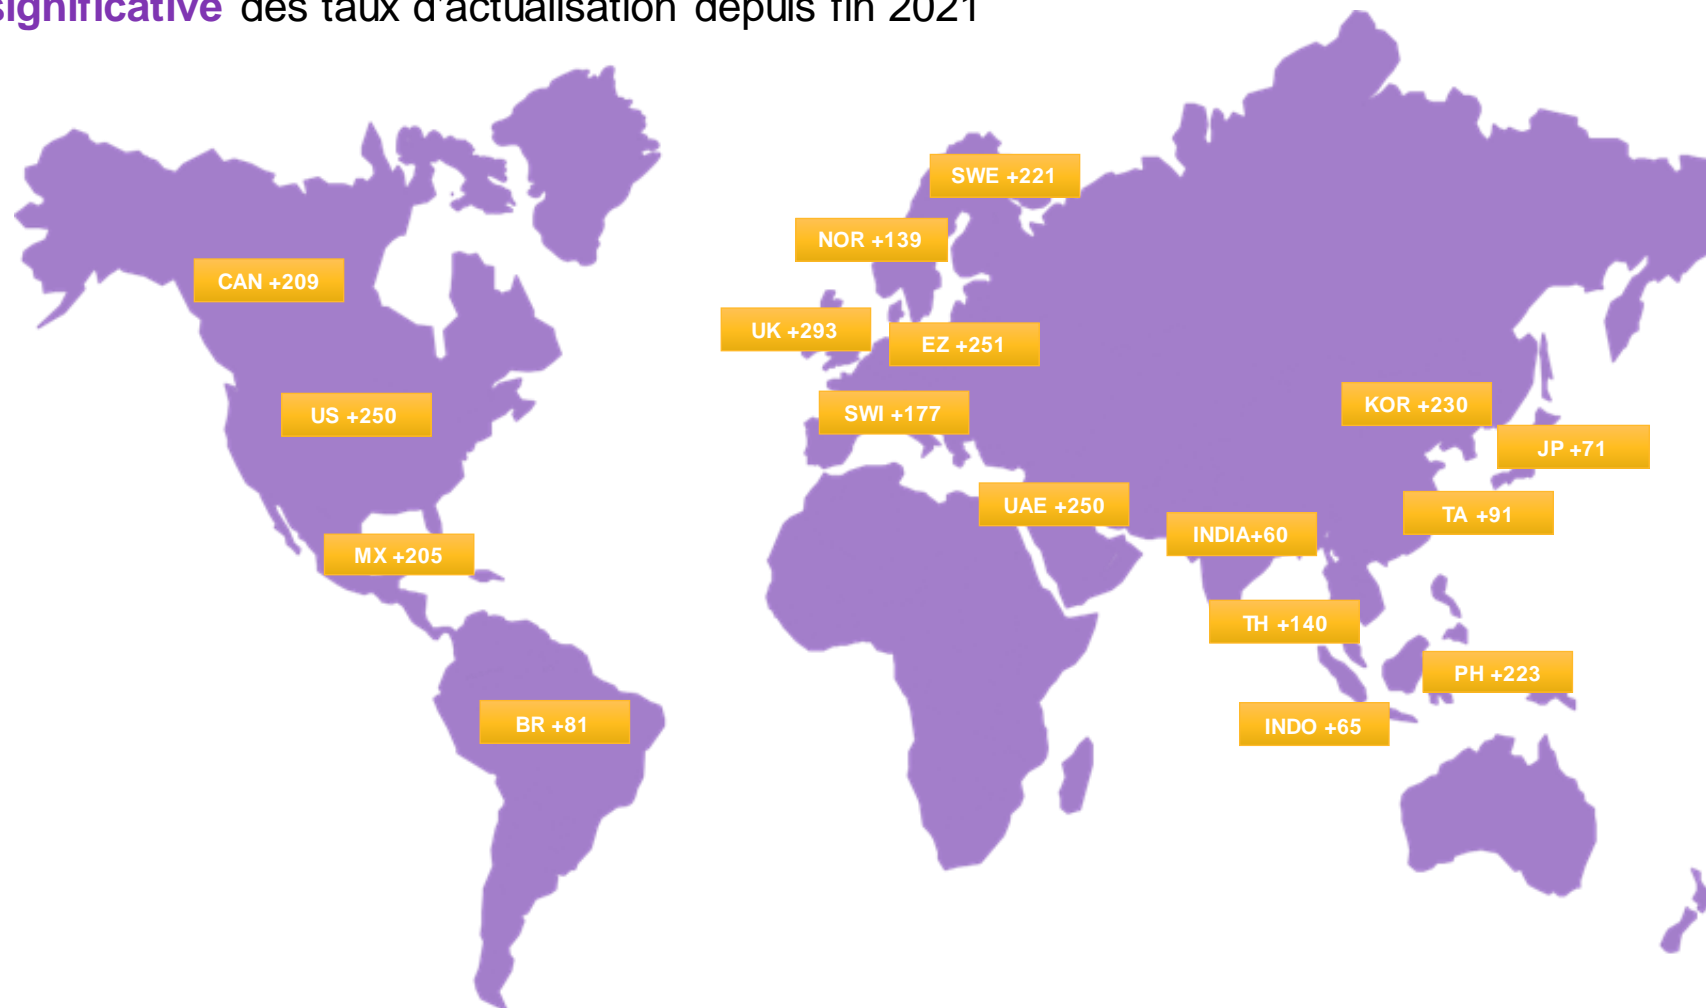 significative des taux d'actualisation depuis fin 2021
SWE +221
NOR +139
CAN +209
UK +293
EZ +251
US +250
SWI +177
KOR +230
JP +71
UAE +250
TA +91
INDIA+60
MX +205
TH +140
PH +223
BR +81
INDO +65